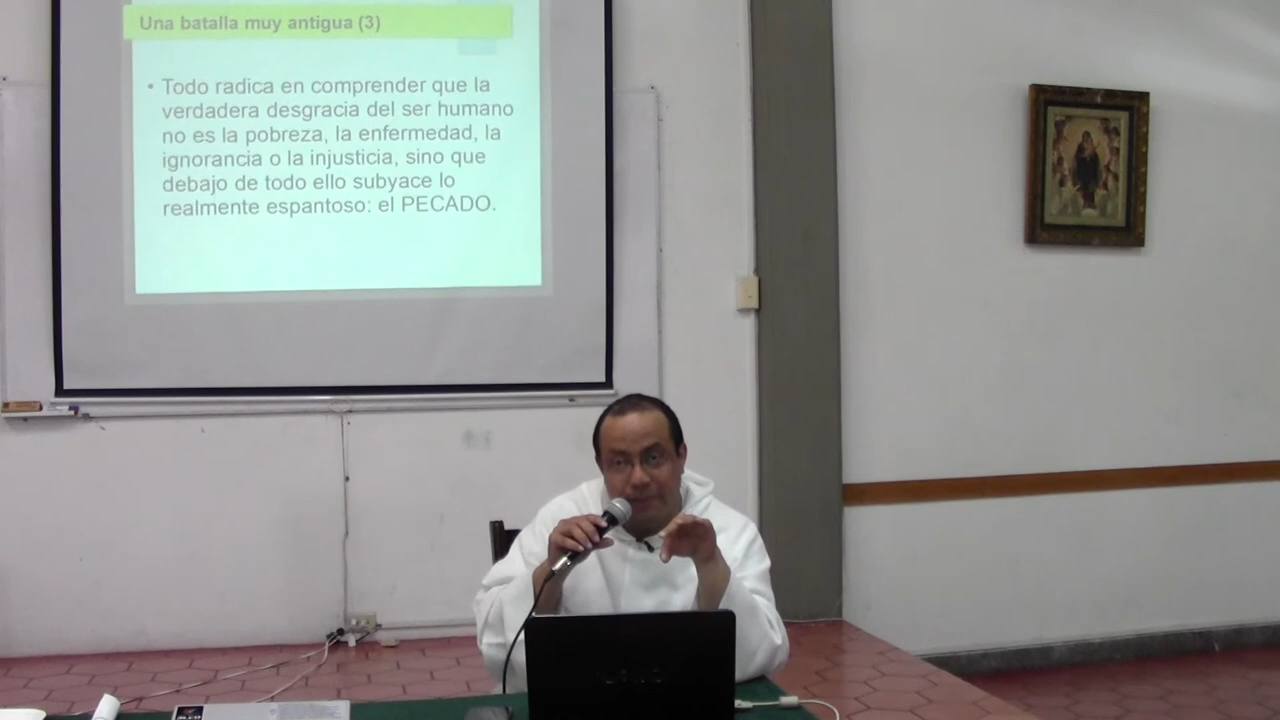 Una batalla muy antigua (3)
• Todo radica en comprender que la
verdadera desgracia del ser humano
no es la pobreza, la enfermedad, la
ignorancia o la injusticia, sino que
debajo de todo ello subyace lo
realmente espantoso: el PECADO.